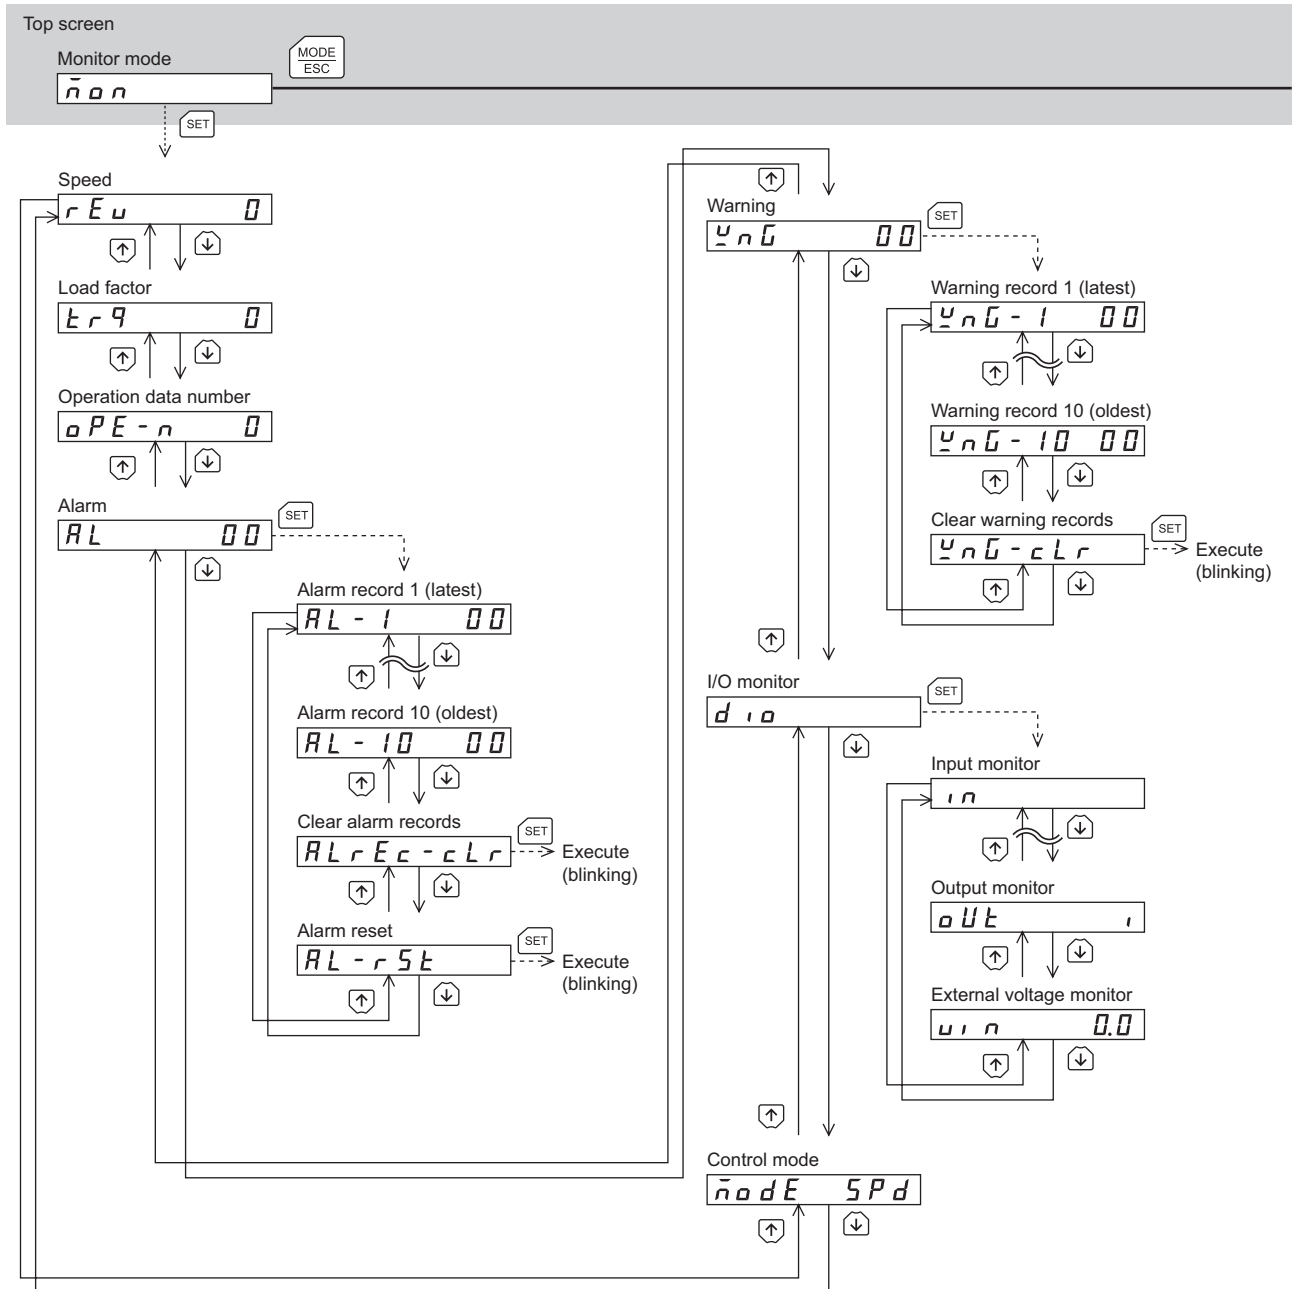 Top screen
Monitor mode
MODE
ESC
mon
SET
Speed
rEv 0
Load factor
trq 0
Operation data number
oPE-n 0
Alarm
AL 00
SET
Alarm record 1 (latest)
AL-1 00
Alarm record 10 (oldest)
AL-10 00
Clear alarm records
SET
ALrEc-cLr
Execute
(blinking)
Alarm reset
SET
AL-rSt
Execute
(blinking)
Warning
SET
WnG 00
Warning record 1 (latest)
WnG-1 00
Warning record 10 (oldest)
WnG-10 00
Clear warning records
SET
WnG-cLr
Execute
(blinking)
I/O monitor
SET
dio
Input monitor
in
Output monitor
oUt
External voltage monitor
vin 0.0
Control mode
modE SPd